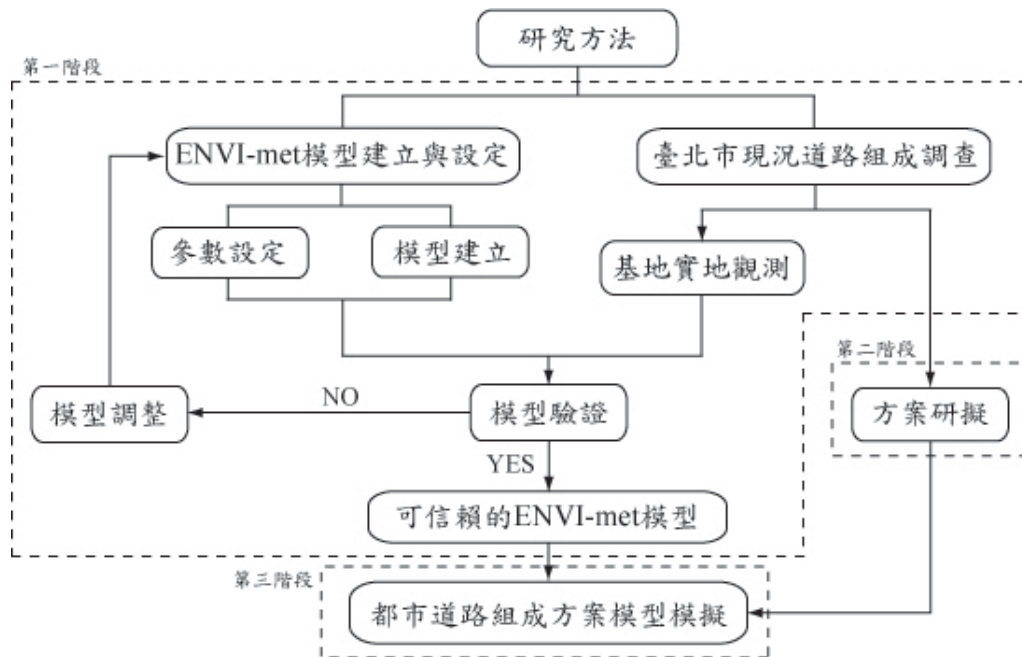 研究方法
第一階段
ENVI-met模型建立與設定
臺北市現況道路組成調查
參數設定
模型建立
基地實地觀測
第二階段
模型調整
NO
模型驗證
方案研擬
YES
可信賴的ENVI-met模型
第三階段
都市道路組成方案模型模擬